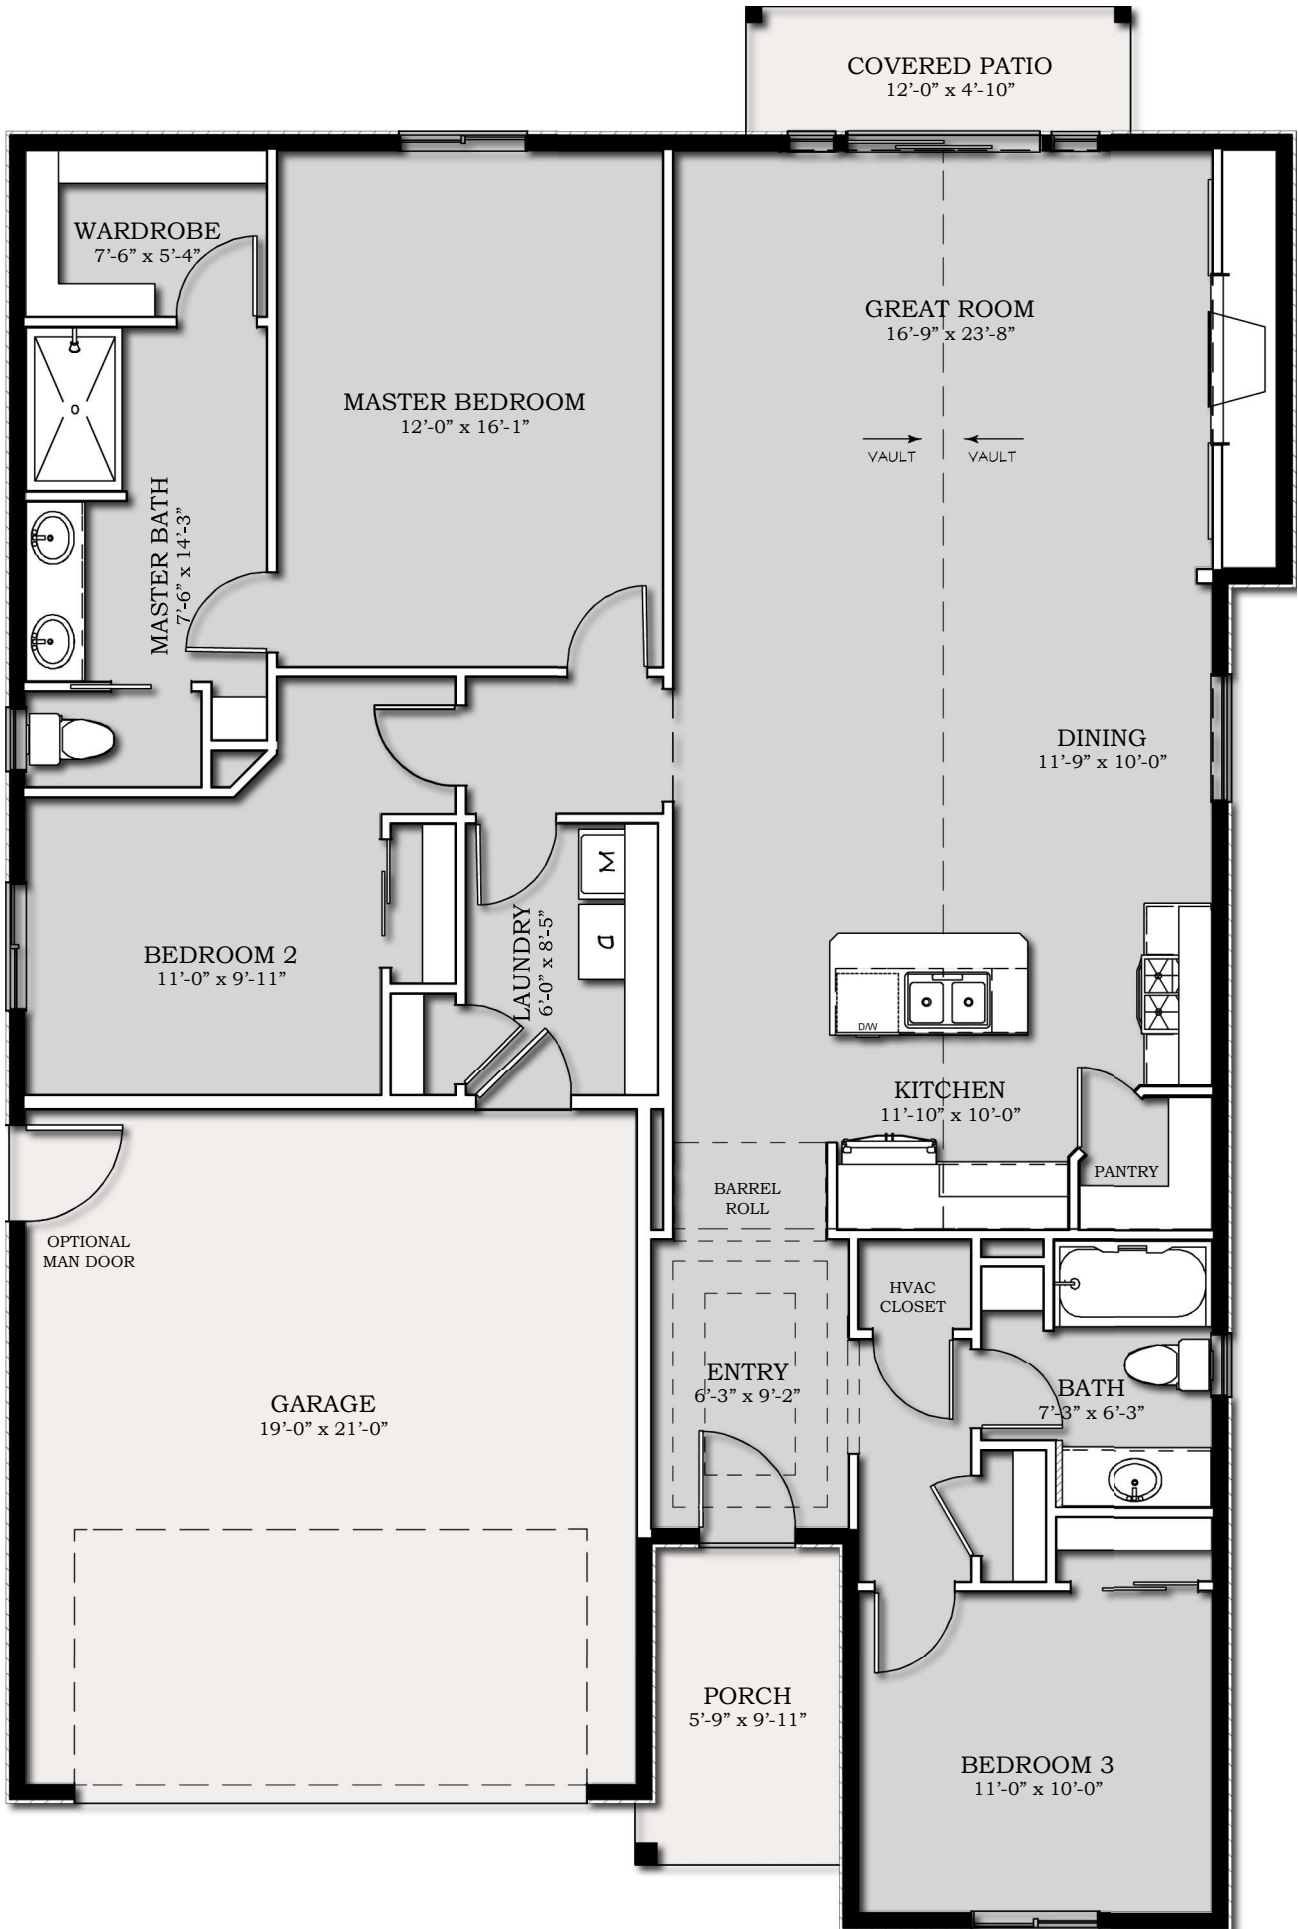 COVERED PATIO
12'-0" x 4'-10"
WARDROBE
7'-6" x 5'-4"
GREAT ROOM
16'-9" x 23'-8"
MASTER BEDROOM
12'-0" x 16'-1"
VAULT
VAULT
MASTER BATH
7'-6" x 14'-3"
DINING
11'-9" x 10'-0"
W
D
LAUNDRY
6'-0" x 8'-5"
BEDROOM 2
11'-0" x 9'-11"
D/W
KITCHEN
11'-10" x 10'-0"
PANTRY
BARREL
ROLL
OPTIONAL
MAN DOOR
HVAC
CLOSET
ENTRY
6'-3" x 9'-2"
BATH
7'-3" x 6'-3"
GARAGE
19'-0" x 21'-0"
PORCH
5'-9" x 9'-11"
BEDROOM 3
11'-0" x 10'-0"